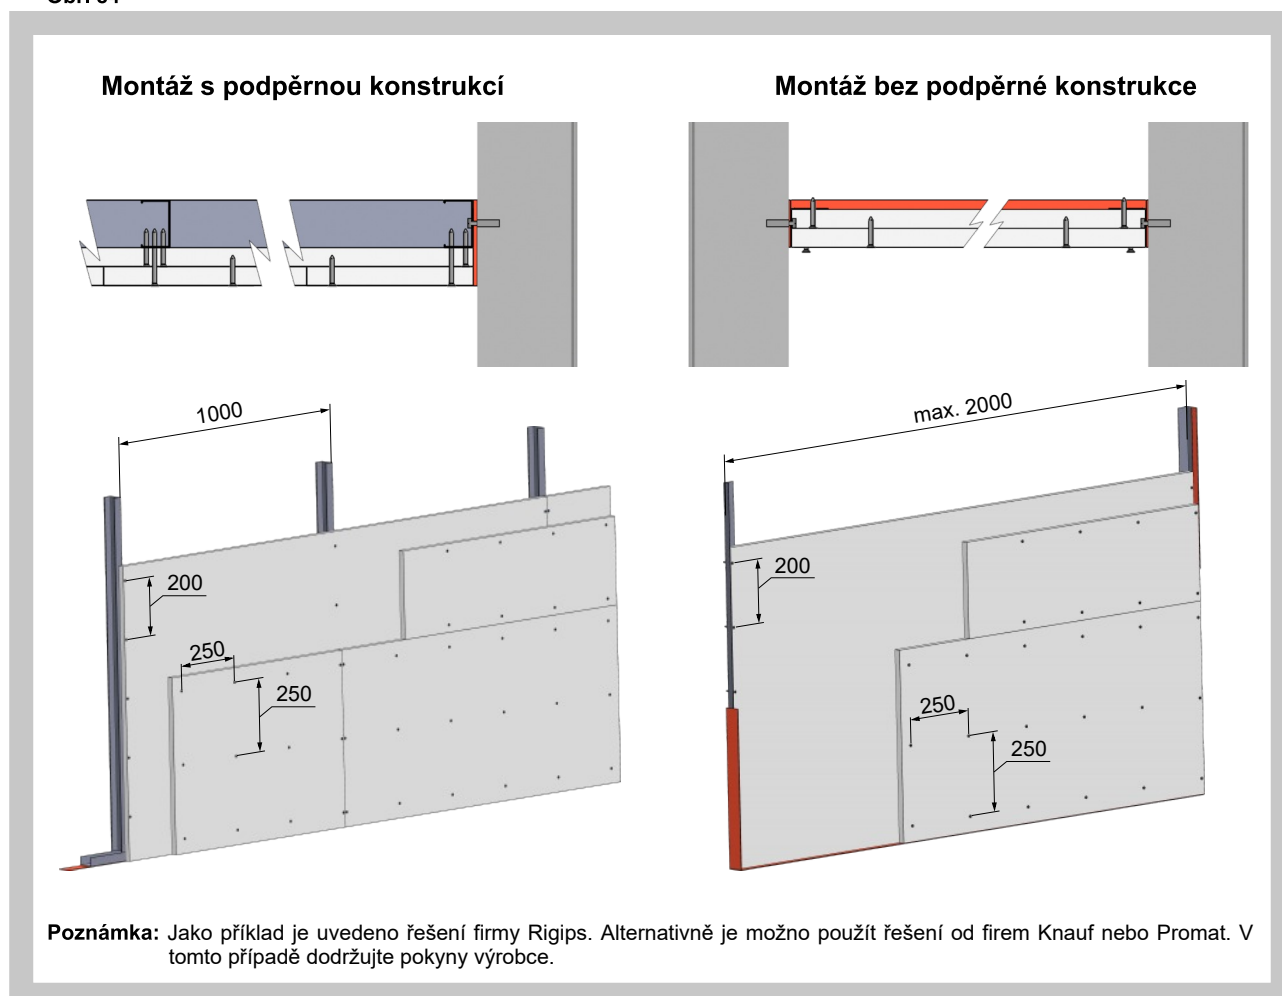 Montáž s podpěrnou konstrukcí
Montáž bez podpěrné konstrukce
1000
200
250
250
max. 2000
200
250
250
Poznámka: Jako příklad je uvedeno řešení firmy Rigips. Alternativně je možno použít řešení od firem Knauf nebo Promat. V
tomto případě dodržujte pokyny výrobce.